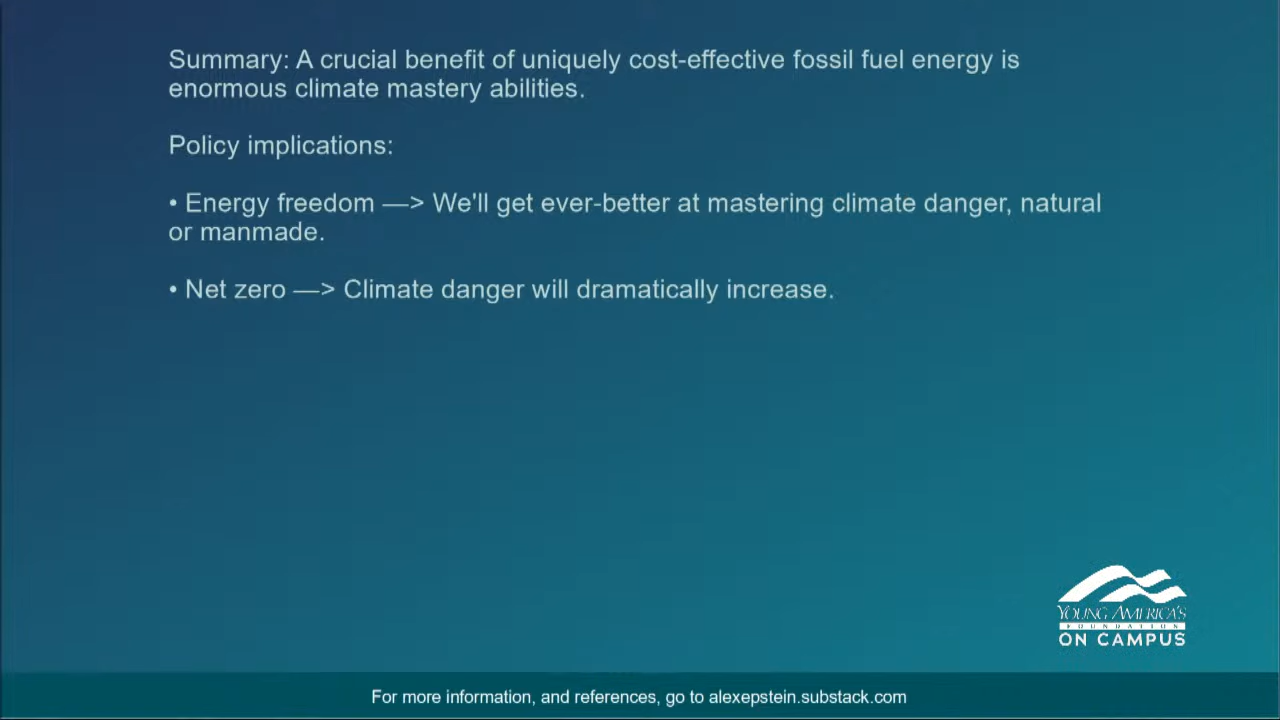 Summary: A crucial benefit of uniquely cost-effective fossil fuel energy is
enormous climate mastery abilities.
Policy implications:
• Energy freedom —> We'll get ever-better at mastering climate danger, natural
or manmade.
• Net zero —> Climate danger will dramatically increase.
YOUNG AMERICA'S
FOUNDATION
ON CAMPUS
For more information, and references, go to alexepstein.substack.com